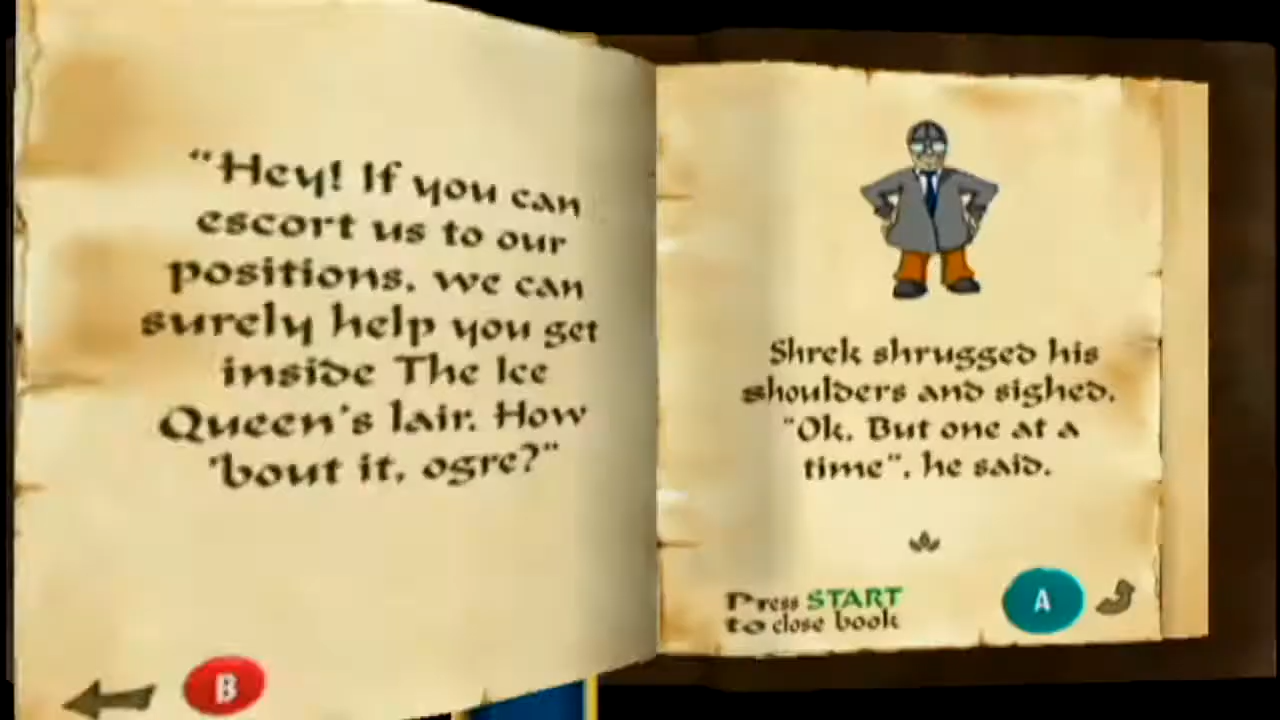 "Hey! If you can
escort us to our
positions, we can
surely help you get
inside The Ice
Queen's lair. How
'bout it, ogre?"
B
Shrek shrugged his
shoulders and sighed.
"Ok. But one at a
time", he said.
Press START
to close book
A